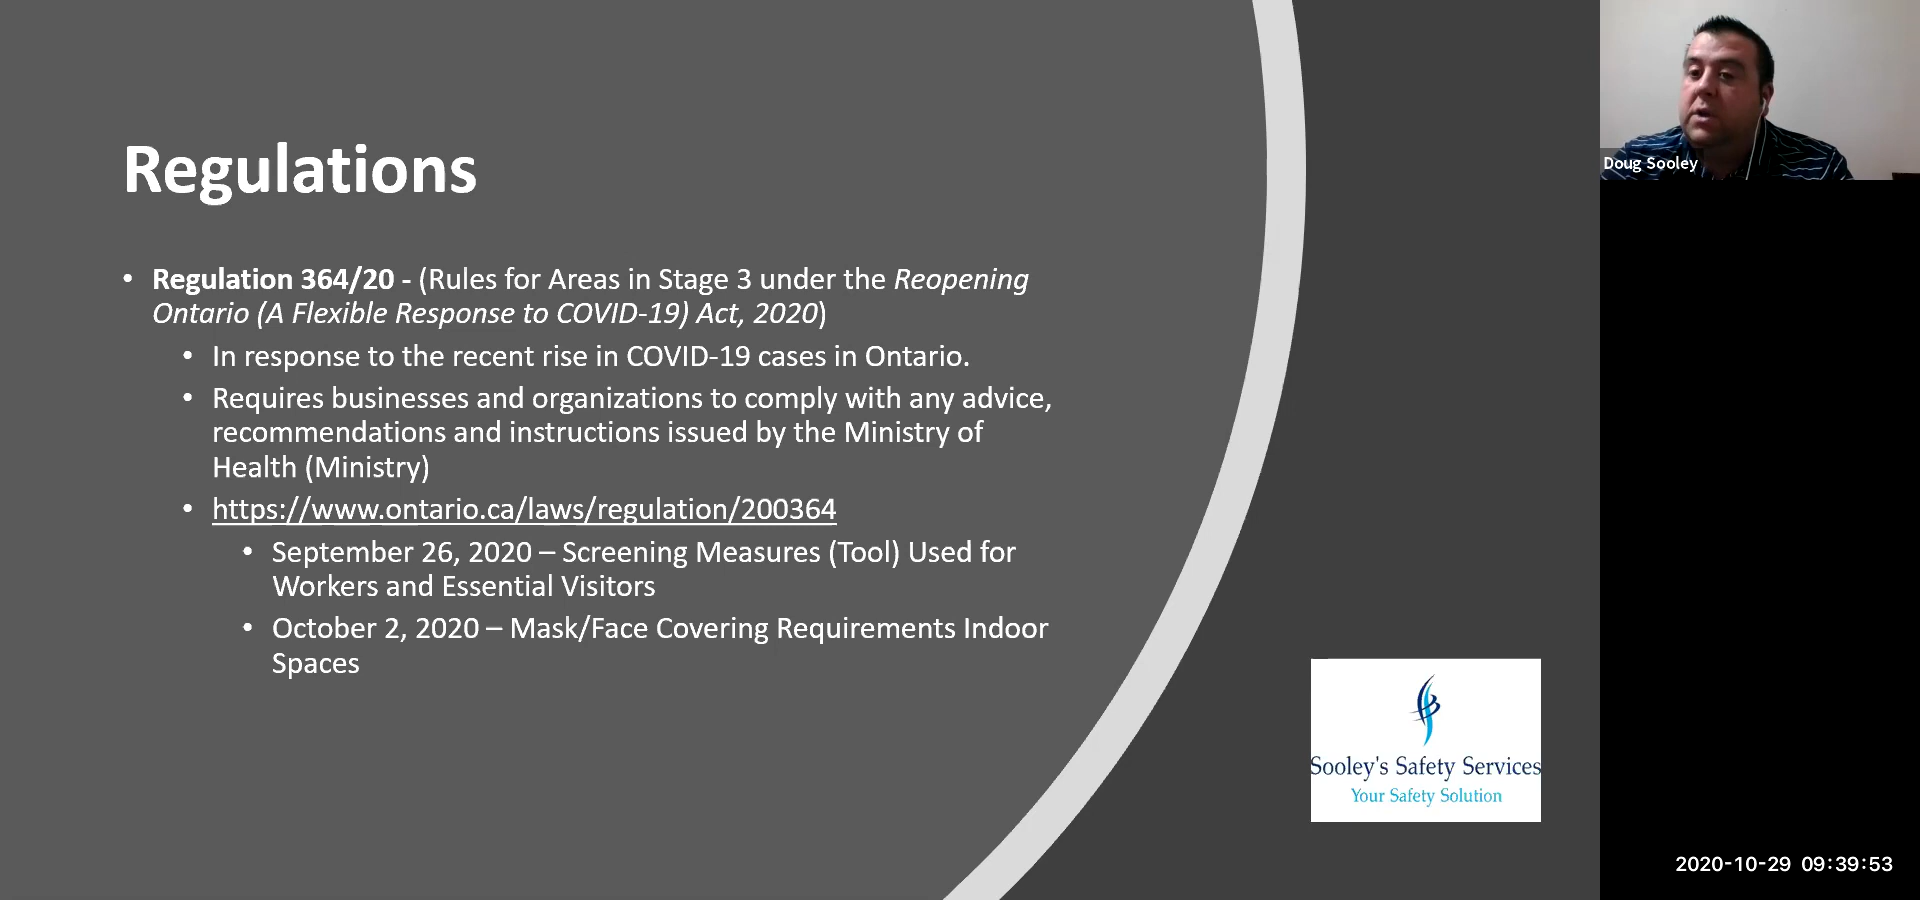 Regulations
• Regulation 364/20 - (Rules for Areas in Stage 3 under the Reopening
Ontario (A Flexible Response to COVID-19) Act, 2020)
• In response to the recent rise in COVID-19 cases in Ontario.
• Requires businesses and organizations to comply with any advice,
recommendations and instructions issued by the Ministry of
Health (Ministry)
• https://www.ontario.ca/laws/regulation/200364
• September 26, 2020 – Screening Measures (Tool) Used for
Workers and Essential Visitors
• October 2, 2020 – Mask/Face Covering Requirements Indoor
Spaces
Sooley's Safety Services
Your Safety Solution
Doug Sooley
2020-10-29 09:39:53